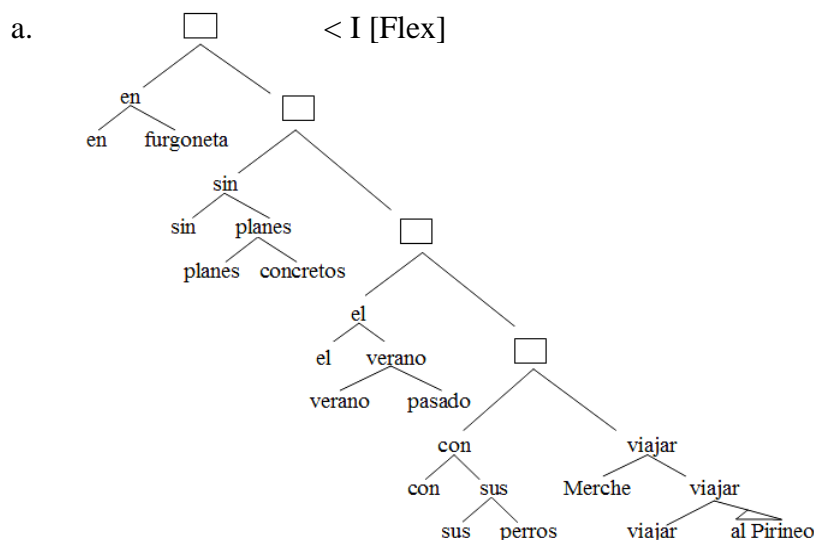 a. < I [Flex]
en
en furgoneta
sin
sin planes
planes concretos
el
el verano
verano pasado
con viajar
con sus Merche viajar
sus perros viajar al Pirineo